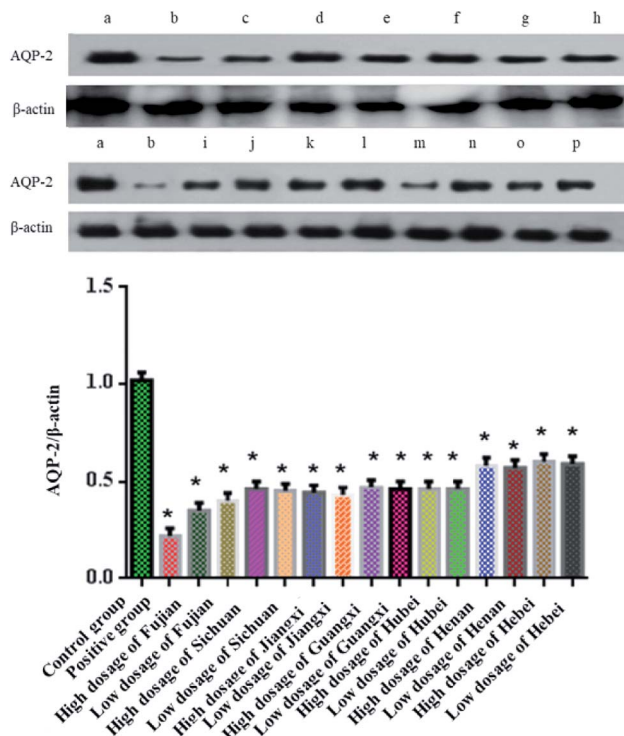 a b c d e f g h
AQP-2
β-actin
a b i j k l m n o p
AQP-2
β-actin
1.5
1.0
0.5
0.0
AQP-2/β-actin
* * * * * * * * * * * * * * *
Control group
Positive group
High dosage of Fujian
Low dosage of Fujian
High dosage of Sichuan
Low dosage of Sichuan
High dosage of Jiangxi
Low dosage of Jiangxi
High dosage of Guangxi
Low dosage of Guangxi
High dosage of Hubei
Low dosage of Hubei
High dosage of Henan
Low dosage of Henan
High dosage of Hebei
Low dosage of Hebei